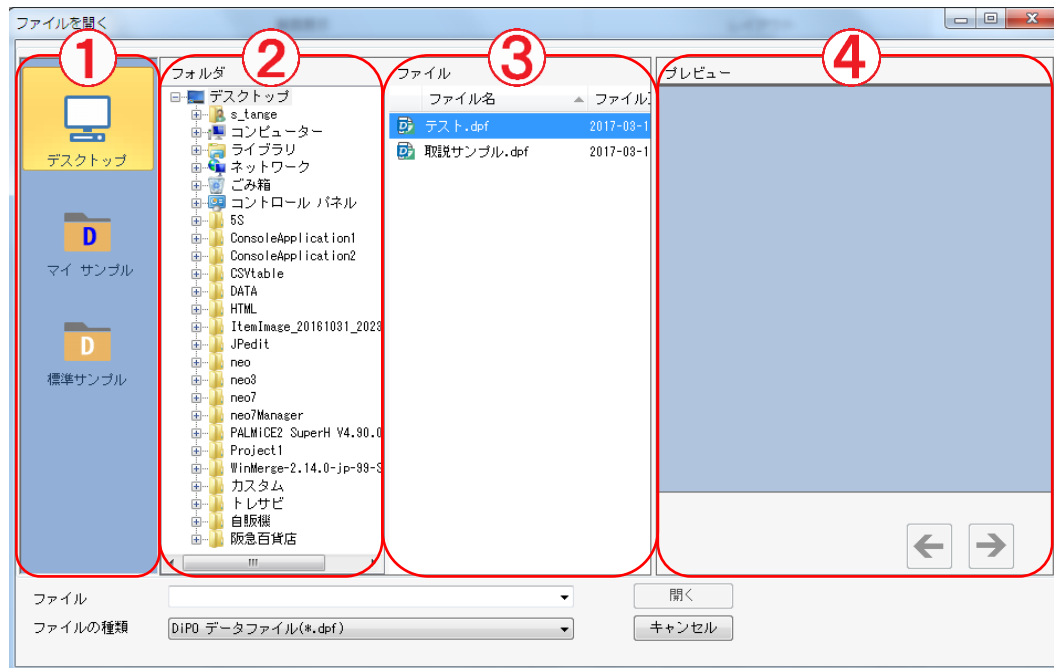 ファイルを開く
①
デスクトップ
D
マイ サンプル
D
標準サンプル
②
フォルダ
デスクトップ
s_tange
コンピューター
ライブラリ
ネットワーク
ごみ箱
コントロール パネル
5S
ConsoleApplication1
ConsoleApplication2
CSVtable
DATA
HTML
ItemImage_20161031_2023
JPedit
neo
neo3
neo7
neo7Manager
PALMiCE2 SuperH V4.90.0
Project1
WinMerge-2.14.0-jp-99-S
カスタム
トレサビ
自販機
阪急百貨店
③
ファイル
ファイル名 ファイル
テスト.dpf 2017-03-1
取説サンプル.dpf 2017-03-1
④
プレビュー
ファイル
開く
ファイルの種類 DiPO データファイル(*.dpf)
キャンセル